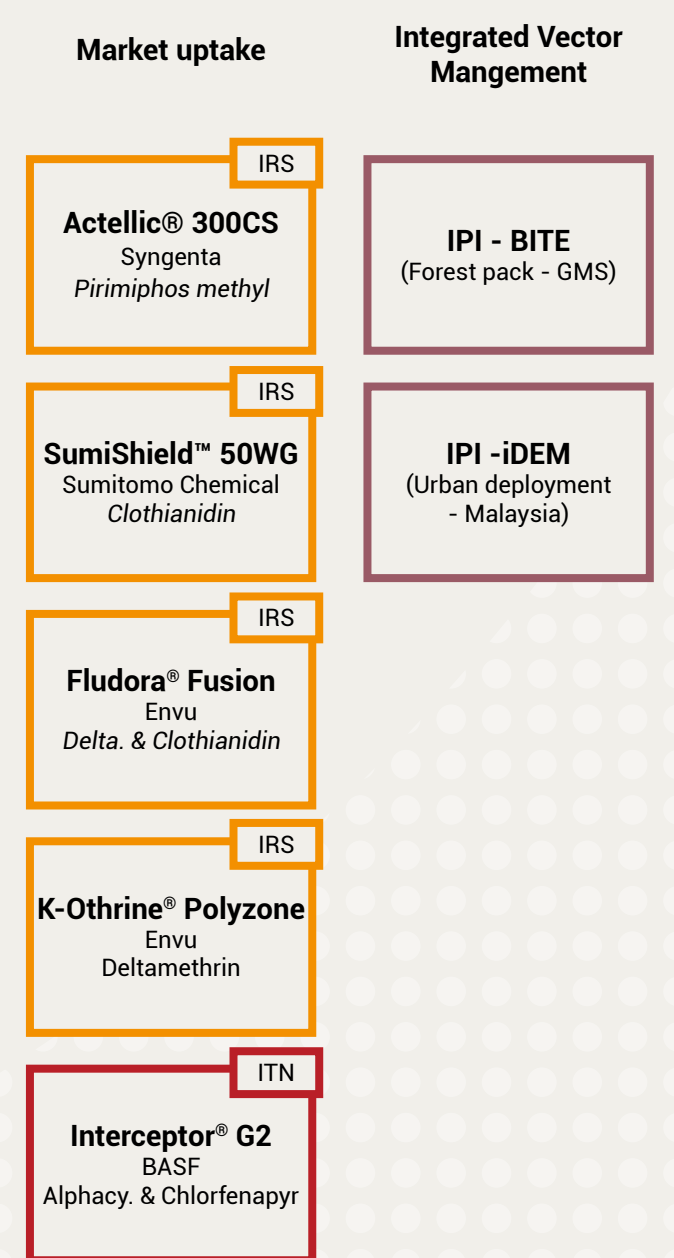 Market uptake
Integrated Vector
Mangement
IRS
Actellic® 300CS
Syngenta
Pirimiphos methyl
IPI - BITE
(Forest pack - GMS)
IRS
SumiShield™ 50WG
Sumitomo Chemical
Clothianidin
IPI -iDEM
(Urban deployment
- Malaysia)
IRS
Fludora® Fusion
Envu
Delta. & Clothianidin
IRS
K-Othrine® Polyzone
Envu
Deltamethrin
ITN
Interceptor® G2
BASF
Alphacy. & Chlorfenapyr